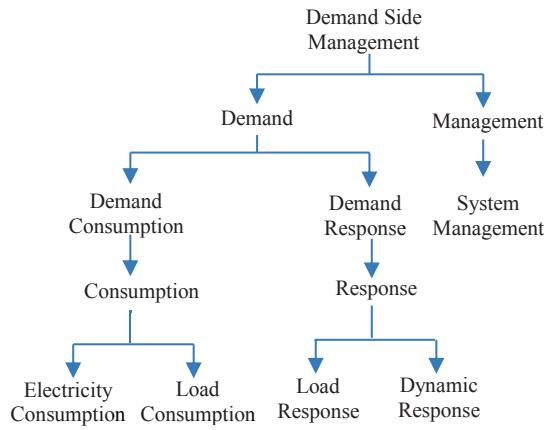 Demand Side
Management
Demand
Management
Demand
Consumption
Demand
Response
System
Management
Consumption
Response
Electricity
Consumption
Load
Consumption
Load
Response
Dynamic
Response